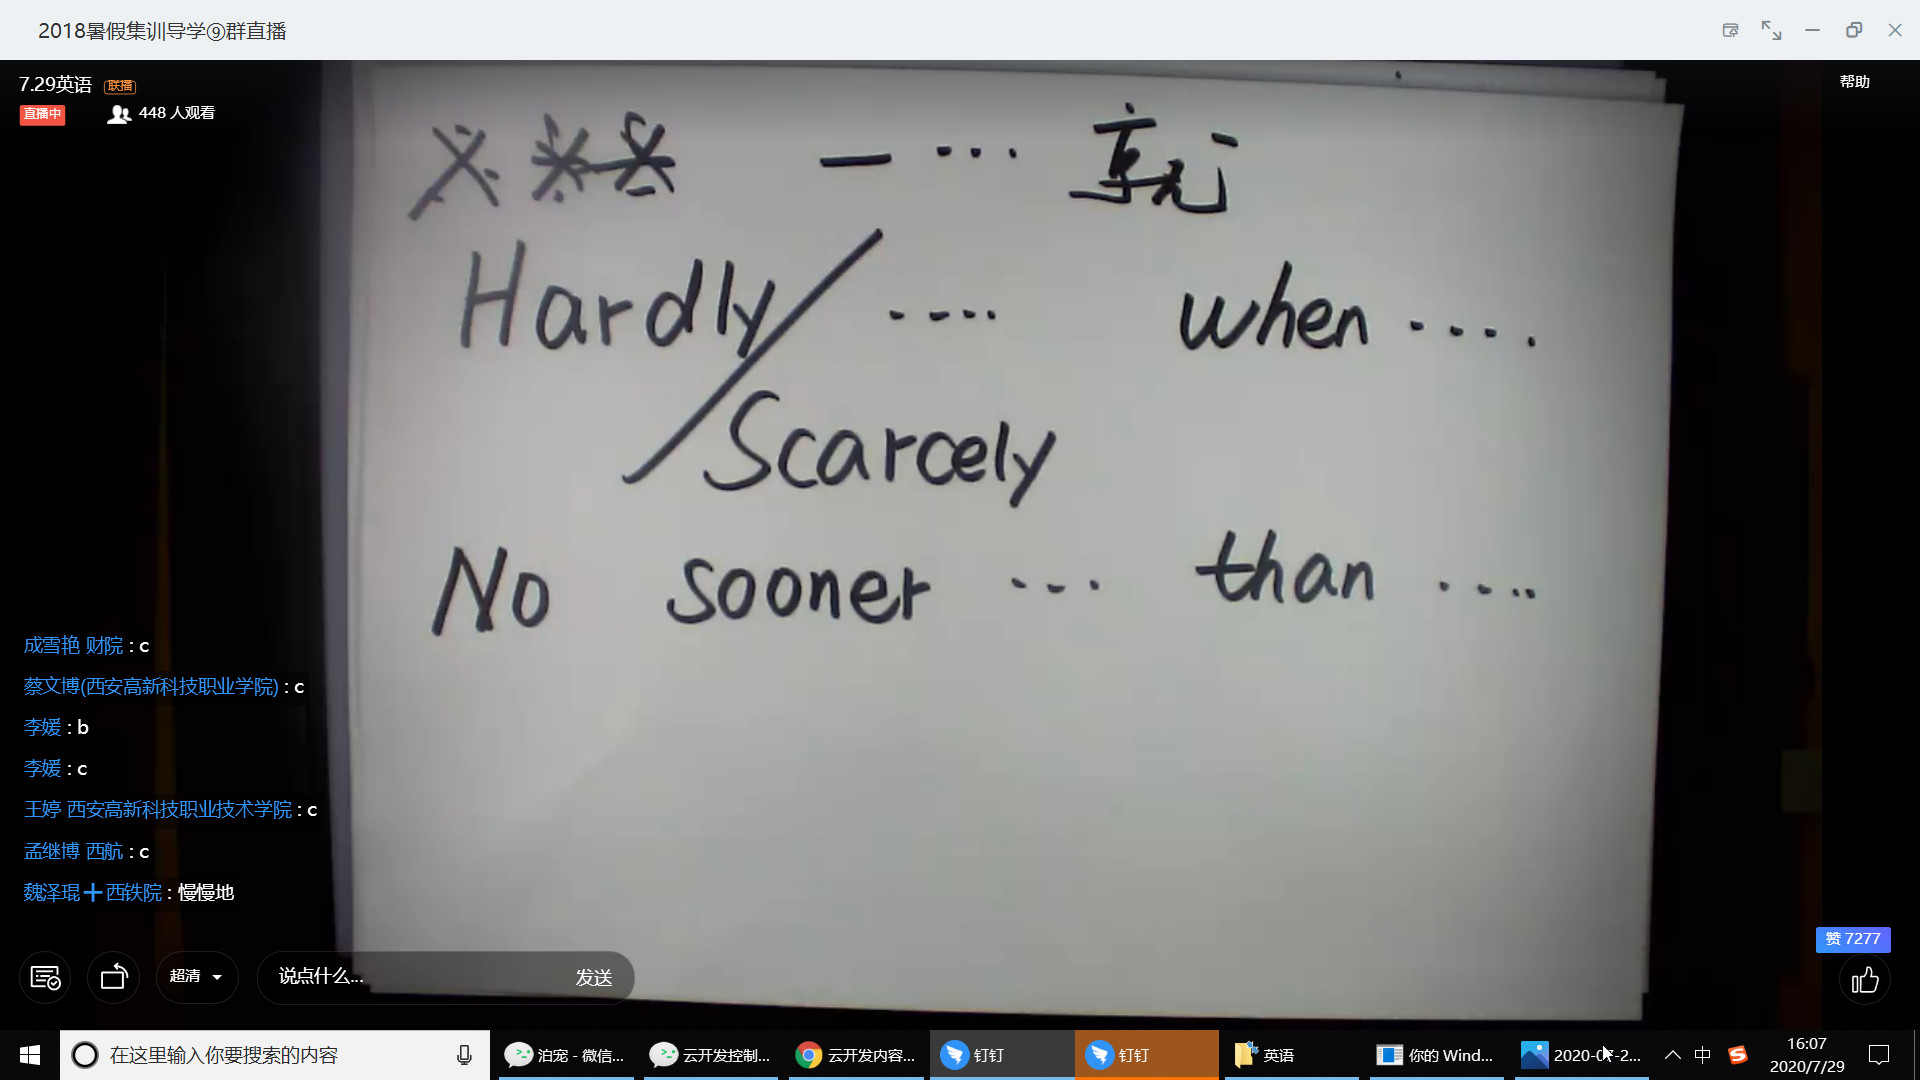 2018暑假集训导学⑨群直播
7.29英语 联播
直播中 448 人观看
帮助
一 ··· 就
Hardly/ ···· when ····
Scarcely
No sooner ··· than ····
成雪艳 财院 : c
蔡文博(西安高新科技职业学院) : c
李媛 : b
李媛 : c
王婷 西安高新科技职业技术学院 : c
孟继博 西航 : c
魏泽琨十西铁院 : 慢慢地
赞 7277
超清 说点什么... 发送
在这里输入你要搜索的内容 泊宠 - 微信... 云开发控制... 云开发内容... 钉钉 钉钉 英语 你的 Wind... 2020-07-2... 中 16:07
2020/7/29